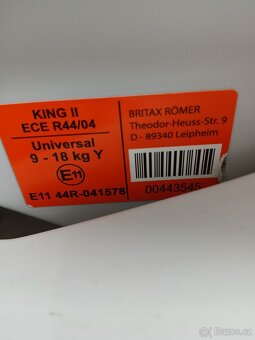 KING II
ECE R44/04
Universal
9 - 18 kg Y
E11
E11 44R-041578
BRITAX RÖMER
Theodor-Heuss-Str. 9
D - 89340 Leipheim
00443545
Bazos.cz